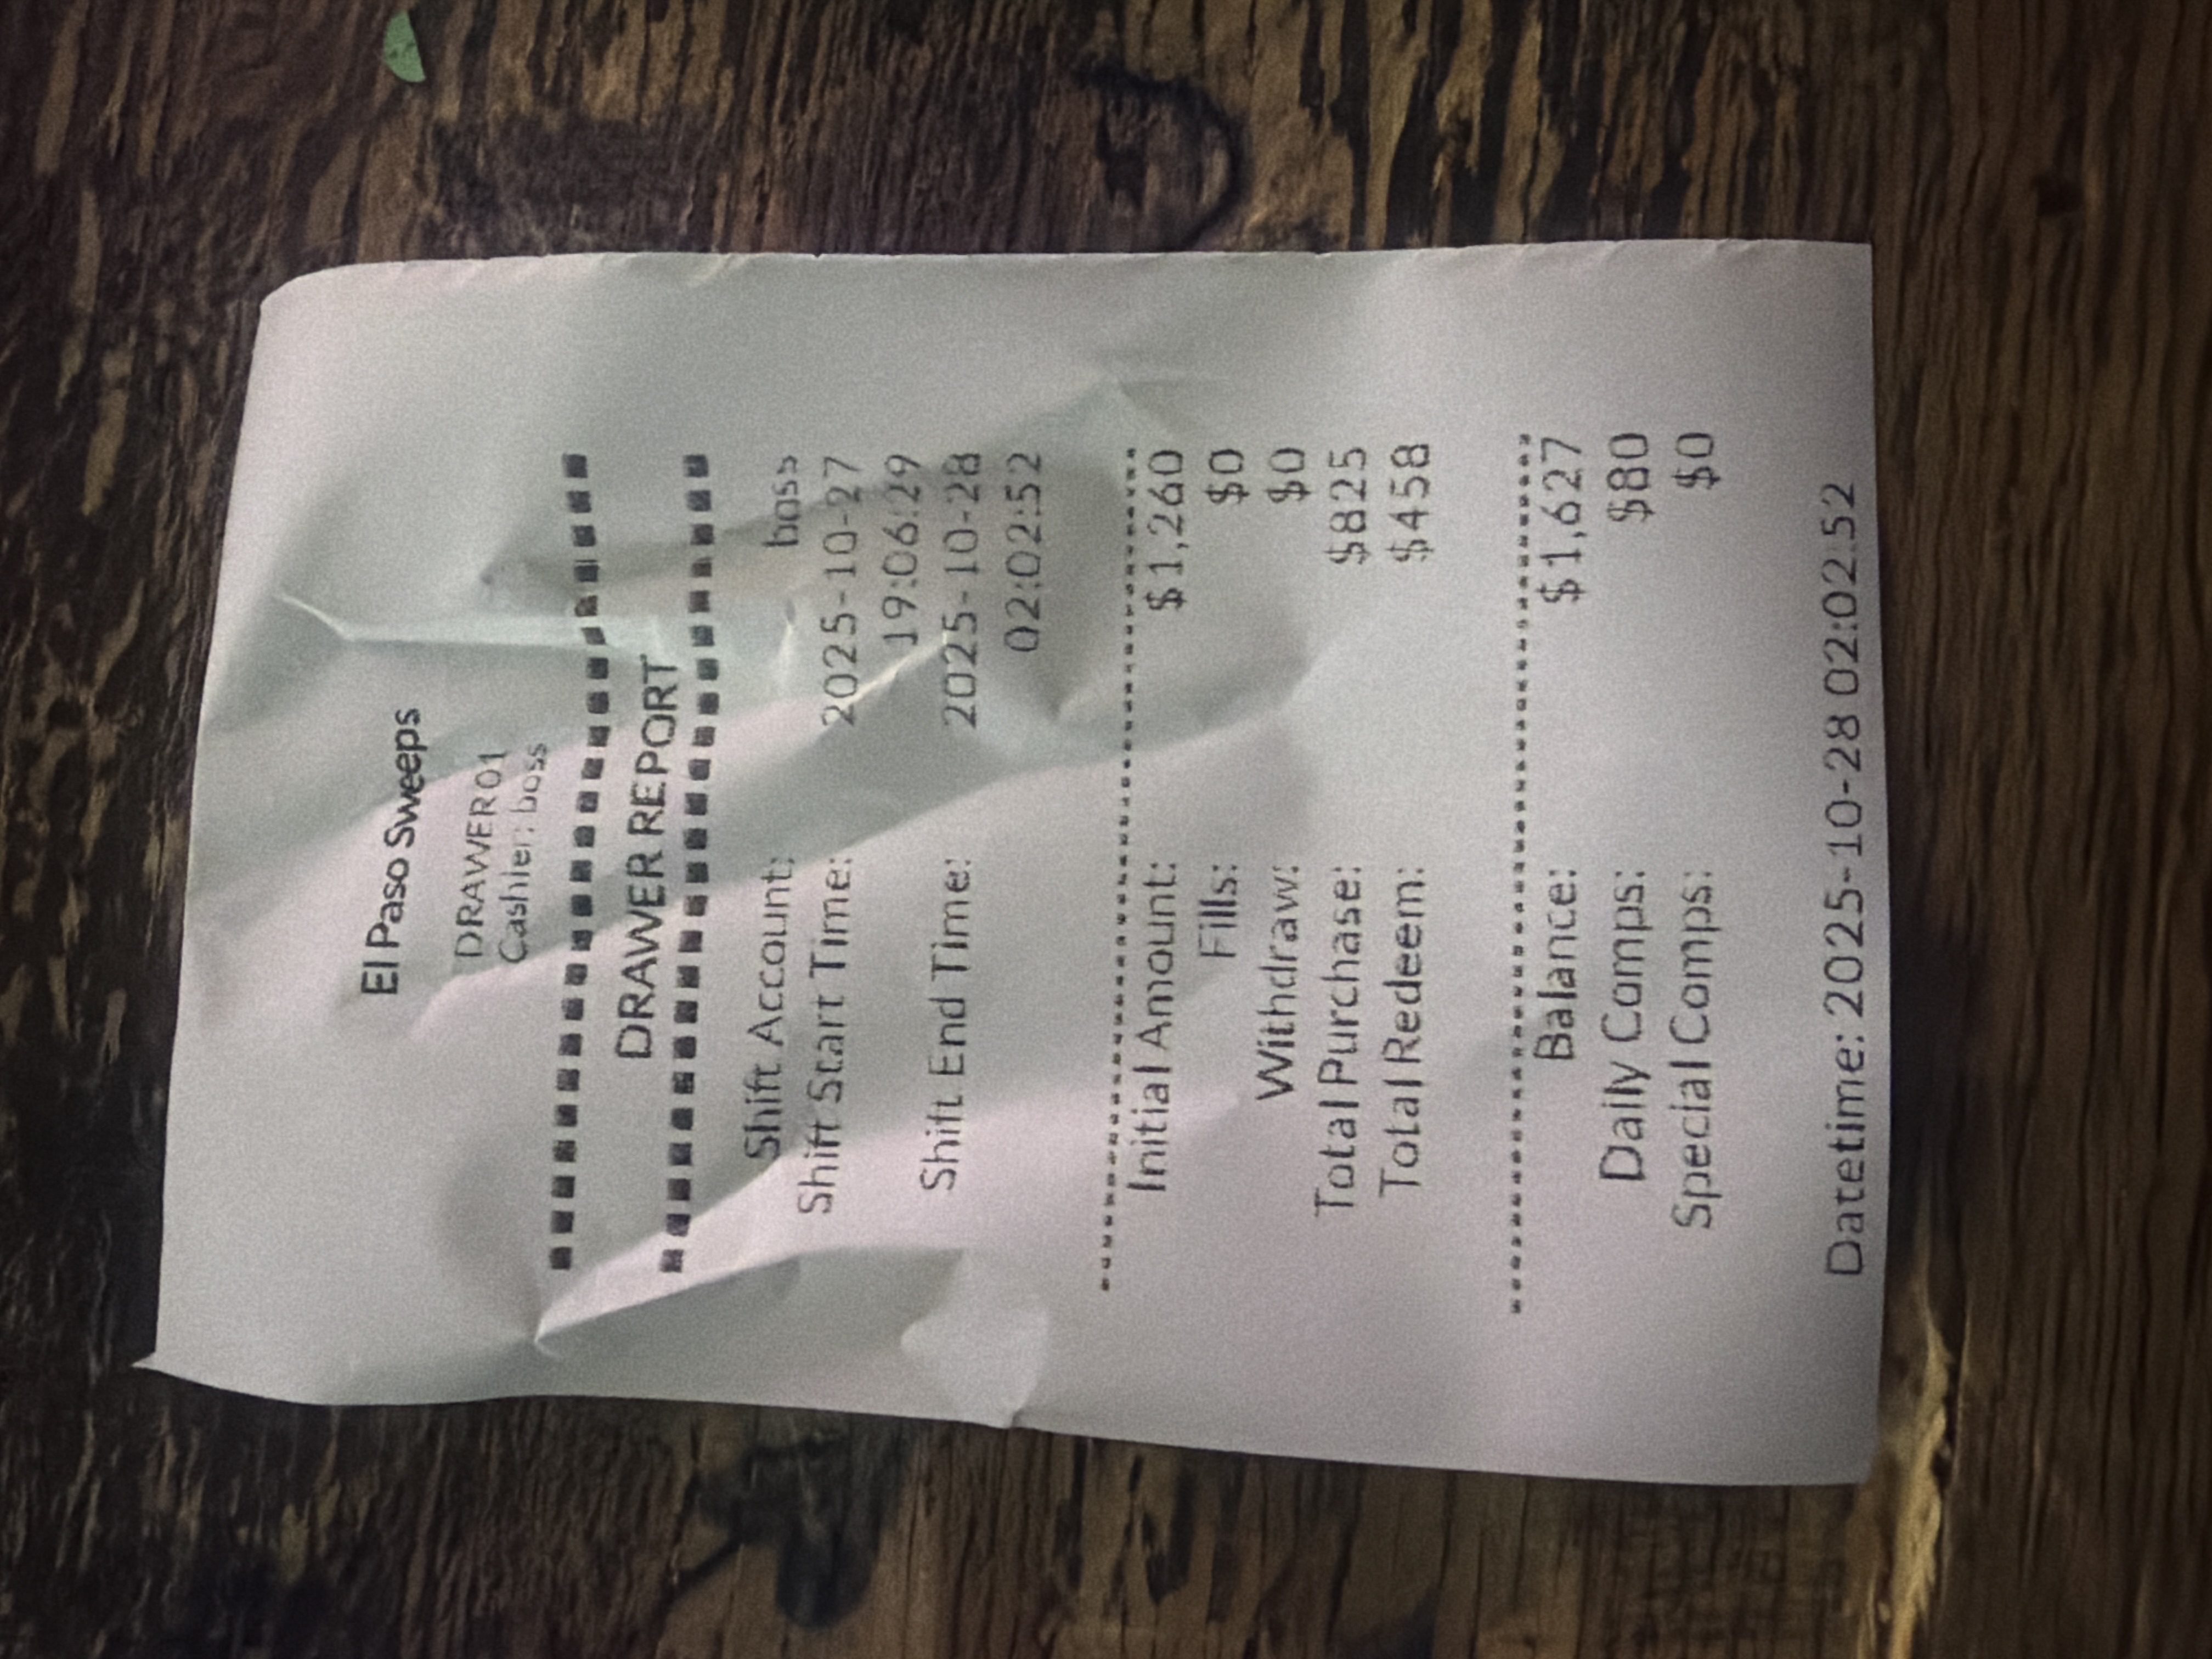 El Paso Sweeps
DRAWER01
Cashier: boss
DRAWER REPORT
Shift Account: boss
Shift Start Time: 2025-10-27
19:06:29
Shift End Time: 2025-10-28
02:02:52
Initial Amount: $1,260
Fills: $0
Withdraw: $0
Total Purchase: $825
Total Redeem: $458
Balance: $1,627
Daily Comps: $80
Special Comps: $0
Datetime: 2025-10-28 02:02:52